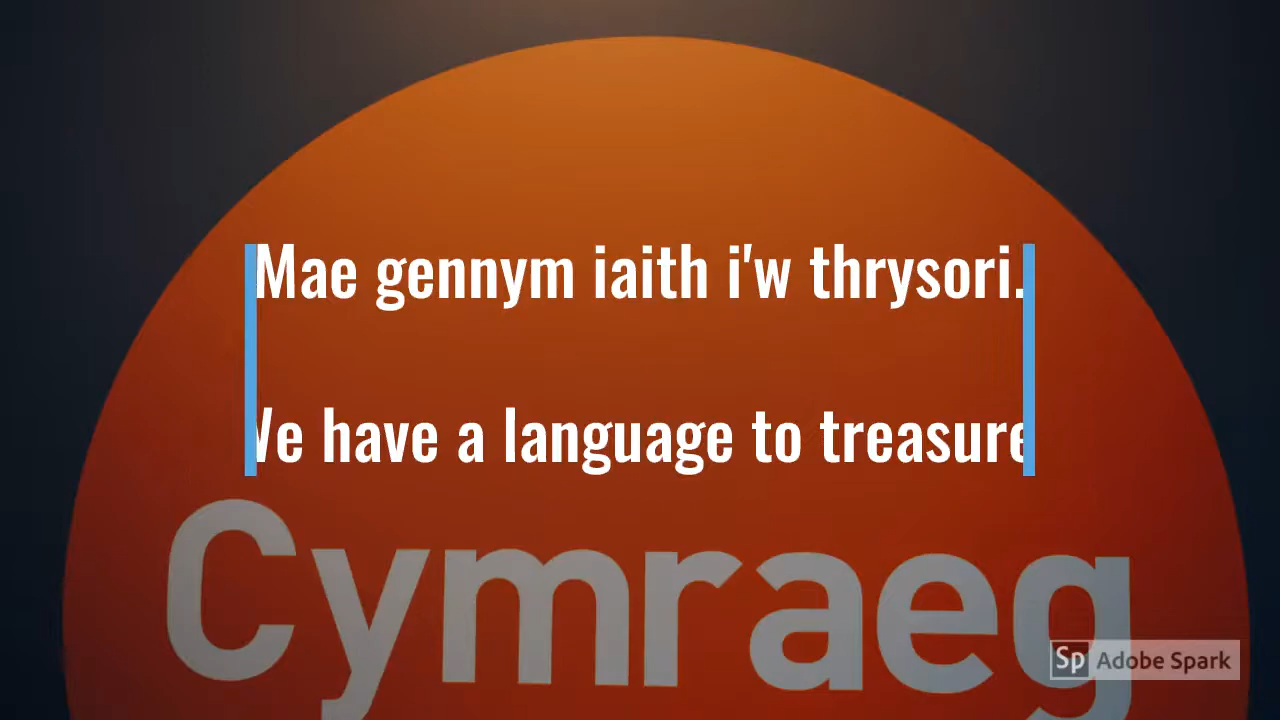 Mae gennym iaith i'w thrysori.
We have a language to treasure
Cymraeg
Sp Adobe Spark